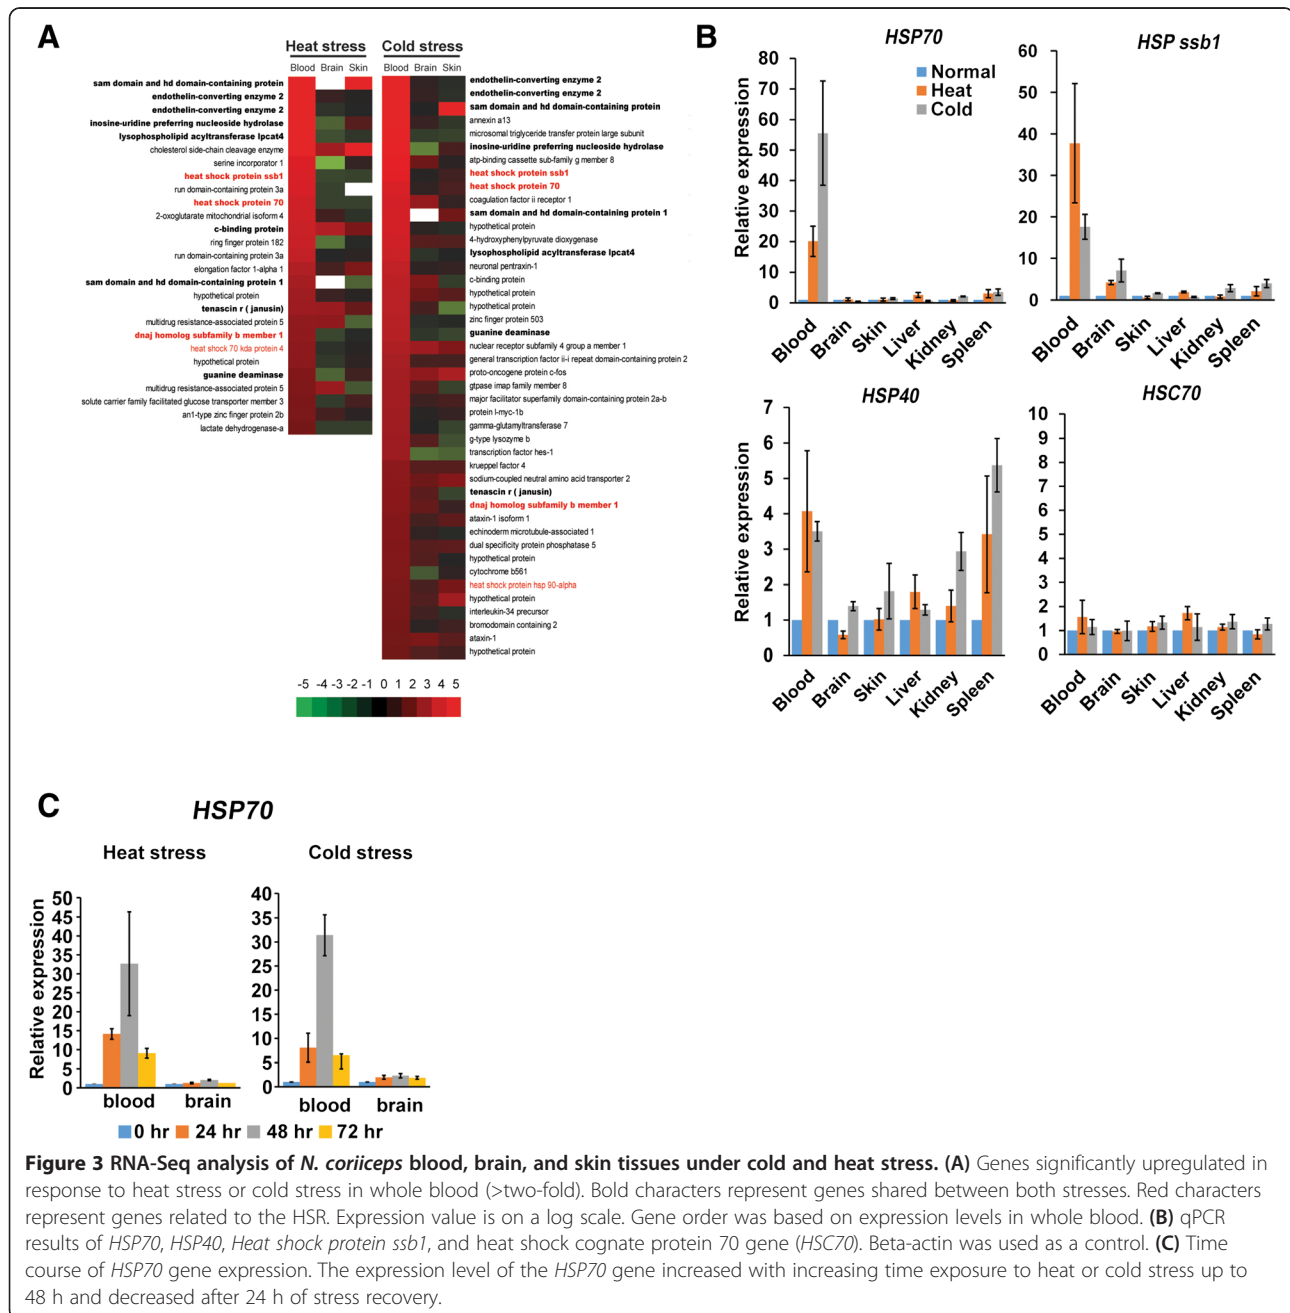 A
Heat stress
Cold stress
Blood Brain Skin
Blood Brain Skin
sam domain and hd domain-containing protein
endothelin-converting enzyme 2
endothelin-converting enzyme 2
inosine-uridine preferring nucleoside hydrolase
lysophospholipid acyltransferase lpcat4
cholesterol side-chain cleavage enzyme
serine incorporator 1
heat shock protein ssb1
run domain-containing protein 3a
heat shock protein 70
2-oxoglutarate mitochondrial isoform 4
c-binding protein
ring finger protein 182
run domain-containing protein 3a
elongation factor 1-alpha 1
sam domain and hd domain-containing protein 1
hypothetical protein
tenascin r ( janusin)
multidrug resistance-associated protein 5
dnaj homolog subfamily b member 1
heat shock 70 kda protein 4
hypothetical protein
guanine deaminase
multidrug resistance-associated protein 5
solute carrier family facilitated glucose transporter member 3
an1-type zinc finger protein 2b
lactate dehydrogenase-a
endothelin-converting enzyme 2
endothelin-converting enzyme 2
sam domain and hd domain-containing protein
annexin a13
microsomal triglyceride transfer protein large subunit
inosine-uridine preferring nucleoside hydrolase
atp-binding cassette sub-family g member 8
heat shock protein ssb1
heat shock protein 70
coagulation factor ii receptor 1
sam domain and hd domain-containing protein 1
hypothetical protein
4-hydroxyphenylpyruvate dioxygenase
lysophospholipid acyltransferase lpcat4
neuronal pentraxin-1
c-binding protein
hypothetical protein
hypothetical protein
zinc finger protein 503
guanine deaminase
nuclear receptor subfamily 4 group a member 1
general transcription factor ii-i repeat domain-containing protein 2
proto-oncogene protein c-fos
gtpase imap family member 8
major facilitator superfamily domain-containing protein 2a-b
protein l-myc-1b
gamma-glutamyltransferase 7
g-type lysozyme b
transcription factor hes-1
krueppel factor 4
sodium-coupled neutral amino acid transporter 2
tenascin r ( janusin)
dnaj homolog subfamily b member 1
ataxin-1 isoform 1
echinoderm microtubule-associated 1
dual specificity protein phosphatase 5
hypothetical protein
cytochrome b561
heat shock protein hsp 90-alpha
hypothetical protein
interleukin-34 precursor
bromodomain containing 2
ataxin-1
hypothetical protein
-5 -4 -3 -2 -1 0 1 2 3 4 5
B
HSP70
Relative expression
80
70
60
50
40
30
20
10
0
Normal
Heat
Cold
Blood Brain Skin Liver Kidney Spleen
HSP ssb1
60
50
40
30
20
10
0
Blood Brain Skin Liver Kidney Spleen
HSP40
Relative expression
7
6
5
4
3
2
1
0
Blood Brain Skin Liver Kidney Spleen
HSC70
10
9
8
7
6
5
4
3
2
1
0
Blood Brain Skin Liver Kidney Spleen
C
HSP70
Heat stress
Cold stress
Relative expression
50
45
40
35
30
25
20
15
10
5
0
blood brain
40
35
30
25
20
15
10
5
0
blood brain
0 hr 24 hr 48 hr 72 hr
Figure 3 RNA-Seq analysis of N. coriiceps blood, brain, and skin tissues under cold and heat stress. (A) Genes significantly upregulated in
response to heat stress or cold stress in whole blood (>two-fold). Bold characters represent genes shared between both stresses. Red characters
represent genes related to the HSR. Expression value is on a log scale. Gene order was based on expression levels in whole blood. (B) qPCR
results of HSP70, HSP40, Heat shock protein ssb1, and heat shock cognate protein 70 gene (HSC70). Beta-actin was used as a control. (C) Time
course of HSP70 gene expression. The expression level of the HSP70 gene increased with increasing time exposure to heat or cold stress up to
48 h and decreased after 24 h of stress recovery.